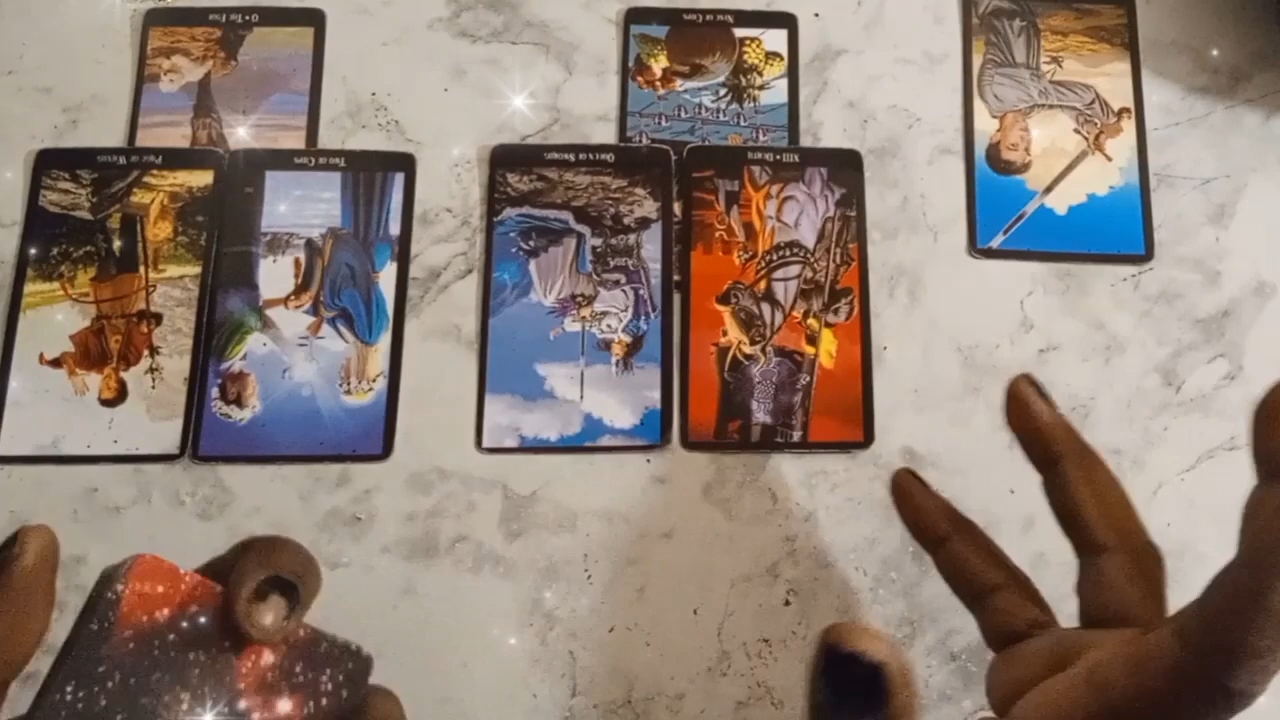 0 • The Fool
Nine of Cups
Page of Wands
Two of Cups
Queen of Swords
XIII • Death